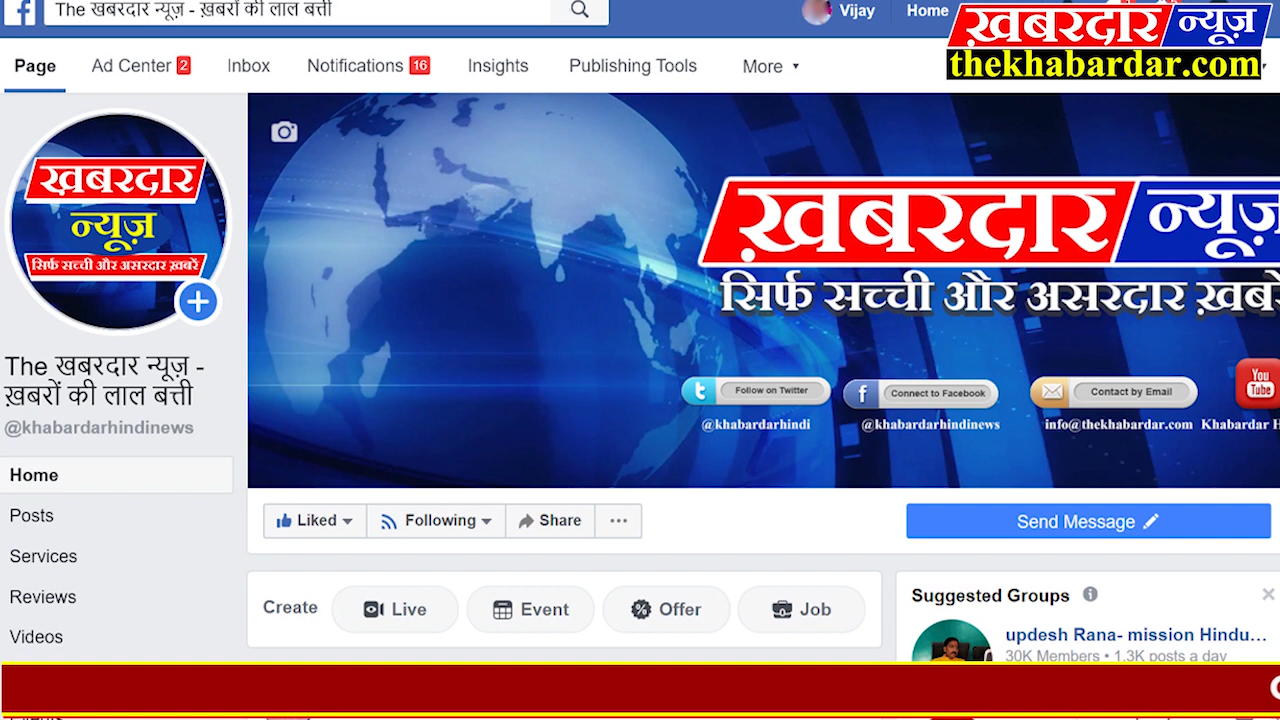 The खबरदार न्यूज़ - ख़बरों की लाल बत्ती
Vijay
Home
ख़बरदार न्यूज़
thekhabardar.com
Page
Ad Center 2
Inbox
Notifications 16
Insights
Publishing Tools
More
ख़बरदार
न्यूज़
सिर्फ सच्ची और असरदार ख़बरें
ख़बरदार न्यूज़
सिर्फ सच्ची और असरदार ख़बरें
Follow on Twitter
Connect to Facebook
Contact by Email
You
Tube
@khabardarhindi
@khabardarhindinews
info@thekhabardar.com
Khabardar H
The खबरदार न्यूज़ -
ख़बरों की लाल बत्ती
@khabardarhindinews
Home
Posts
Services
Reviews
Videos
Liked
Following
Share
Send Message
Create
Live
Event
Offer
Job
Suggested Groups
updesh Rana- mission Hindu...
30K Members • 1.3K posts a day